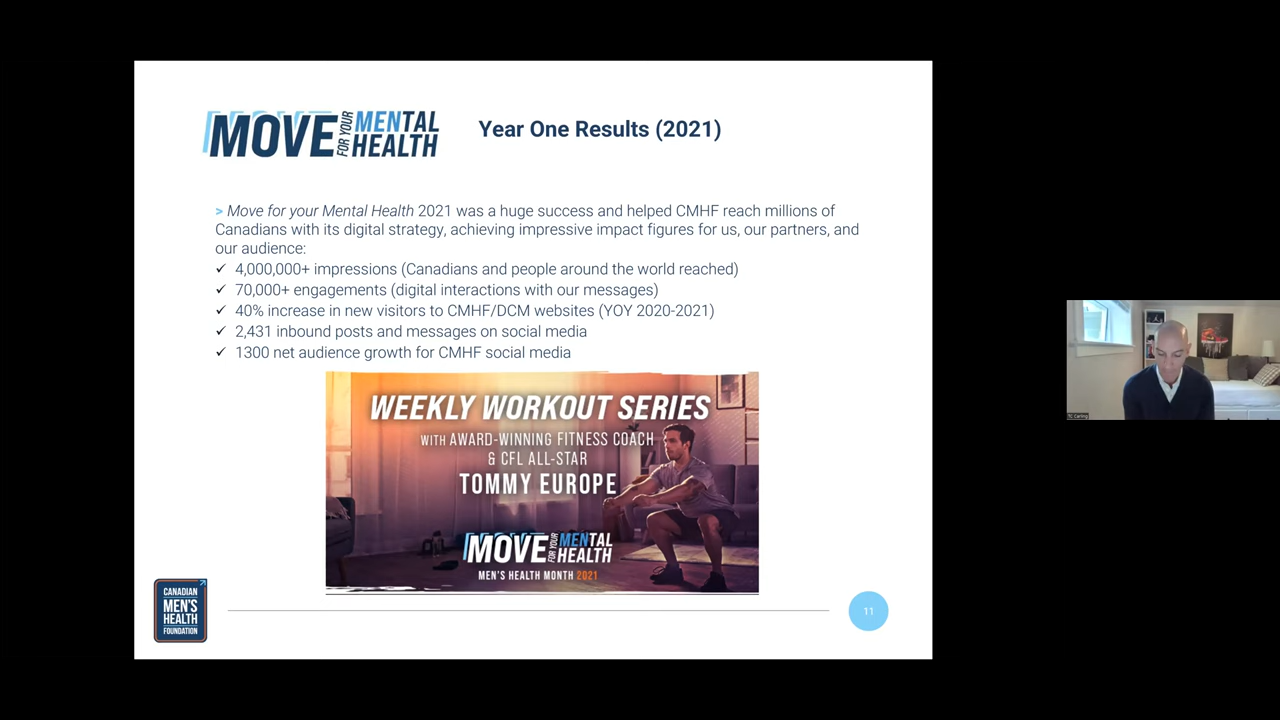 MOVE FOR YOUR MENTAL HEALTH
Year One Results (2021)
> Move for your Mental Health 2021 was a huge success and helped CMHF reach millions of
Canadians with its digital strategy, achieving impressive impact figures for us, our partners, and
our audience:
✓ 4,000,000+ impressions (Canadians and people around the world reached)
✓ 70,000+ engagements (digital interactions with our messages)
✓ 40% increase in new visitors to CMHF/DCM websites (YOY 2020-2021)
✓ 2,431 inbound posts and messages on social media
✓ 1300 net audience growth for CMHF social media
WEEKLY WORKOUT SERIES
WITH AWARD-WINNING FITNESS COACH
& CFL ALL-STAR
TOMMY EUROPE
MOVE FOR YOUR MENTAL HEALTH
MEN'S HEALTH MONTH 2021
CANADIAN
MEN'S
HEALTH
FOUNDATION
11
TC Carling